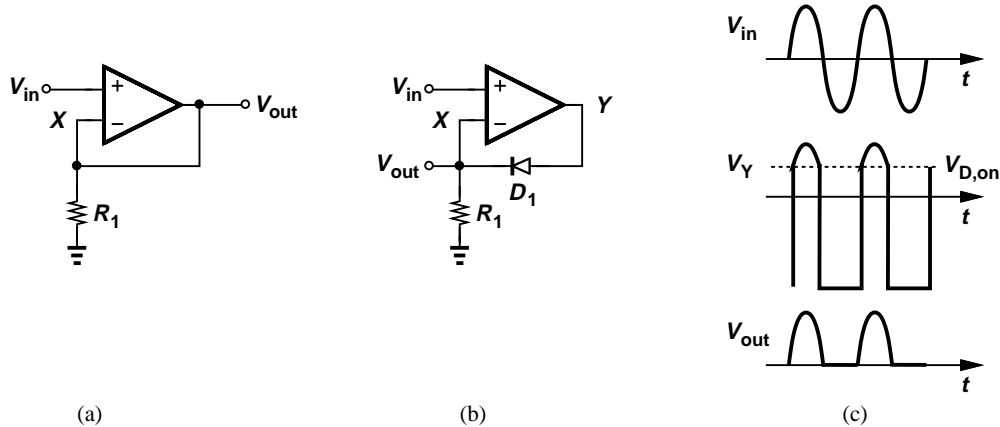 V_in
+
X
−
V_out
R_1
(a)
V_in
+
Y
X
−
V_out
D_1
R_1
(b)
V_in
t
V_Y
V_D,on
t
V_out
t
(c)